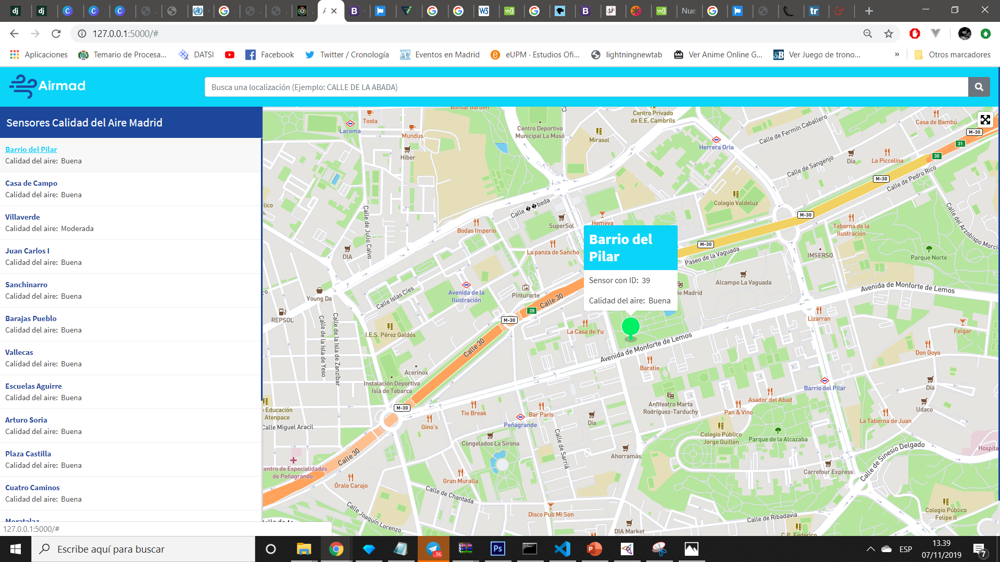 Nue
127.0.0.1:5000/#
Aplicaciones
Temario de Procesa...
DATSI
Facebook
Twitter / Cronología
Eventos en Madrid
eUPM · Estudios Ofi...
lightningnewtab
Ver Anime Online G...
Ver Juego de trono...
»
Otros marcadores
Airmad
Busca una localización (Ejemplo: CALLE DE LA ABADA)
Sensores Calidad del Aire Madrid
Barrio del Pilar
Calidad del aire: Buena
Casa de Campo
Calidad del aire: Buena
Villaverde
Calidad del aire: Moderada
Juan Carlos I
Calidad del aire: Buena
Sanchinarro
Calidad del aire: Buena
Barajas Pueblo
Calidad del aire: Buena
Vallecas
Calidad del aire: Buena
Escuelas Aguirre
Calidad del aire: Buena
Arturo Soria
Calidad del aire: Buena
Plaza Castilla
Calidad del aire: Buena
Cuatro Caminos
Calidad del aire: Buena
Moratalaz
127.0.0.1:5000/#
Bonsai Garden
Tosta
Lacoma
Mundus
Hiber
Centro Deportivo
Municipal La Masó
Centro Privado
de E.E. Cambrils
Mirasol
Herrera Oria
Calle de Fermín Caballero
Casa de Bambú
M-30
31
30
La Piccolina
Día
Calle de Sangenjo
M-30
Calle de Pedro Rico
Colegio Valdeluz
M-30
Taberna de la
Ilustración
Calle del Arzobispo Morci
Calle de Julio Calvo
Bodas Imperio
SuperSol
Hemeva
La panza de Sancho
DIA
M-30
Paseo de la Vaguada
IMSERSO
Parque Norte
Alcampo La Vaguada
Avenida de Monforte de Lemos
Barrio del
Pilar
Sensor con ID: 39
Calidad del aire: Buena
de Madrid
Young Da
Calle Islas Cíes
Avenida de la
Ilustración
Pinturarte
Calle 30
28
M-30
REPSOL
Calle de la Isla de Yeso
Calle de la Isla de Zanzíbar
I.E.S. Pérez Galdós
Calle 30
La Casa de Yu
Avenida de Monforte de Lemos
Lizarran
Felgar
Don Goyo
Baratie
Acerinox
Instalación Deportiva
Isla de Tabarca
Barrio del Pilar
Día
M-30
Educación
Atenpace
Calle Miguel Aracil
Tie Break
Bar Paris
Peñagrande
Gino's
Dia
Anfiteatro Marta
Rodríguez-Tarduchy
Asador del Abad
Pan & Vino
Udaco
La Taberna de Juan
Colegio Público
Jorge Guillén
Parque de la Alcazaba
Congelados La Sirena
Calle de Sarriá
Ahorramás
Calle de Sinesio Delgado
Hospita
Calle 30
entro de Especialidades
de Peñagrande.
Órale Carajo
Gran Muralla
Carrefour Express
Calle de Chantada
Calle Joaquín Lorenzo
Disco Pub Mi Son
DIA Market
Calle de Ribadavia
Colegio Público
Felipe II
C.P. Federico
Escribe aquí para buscar
..96
ESP
13.39
07/11/2019
7